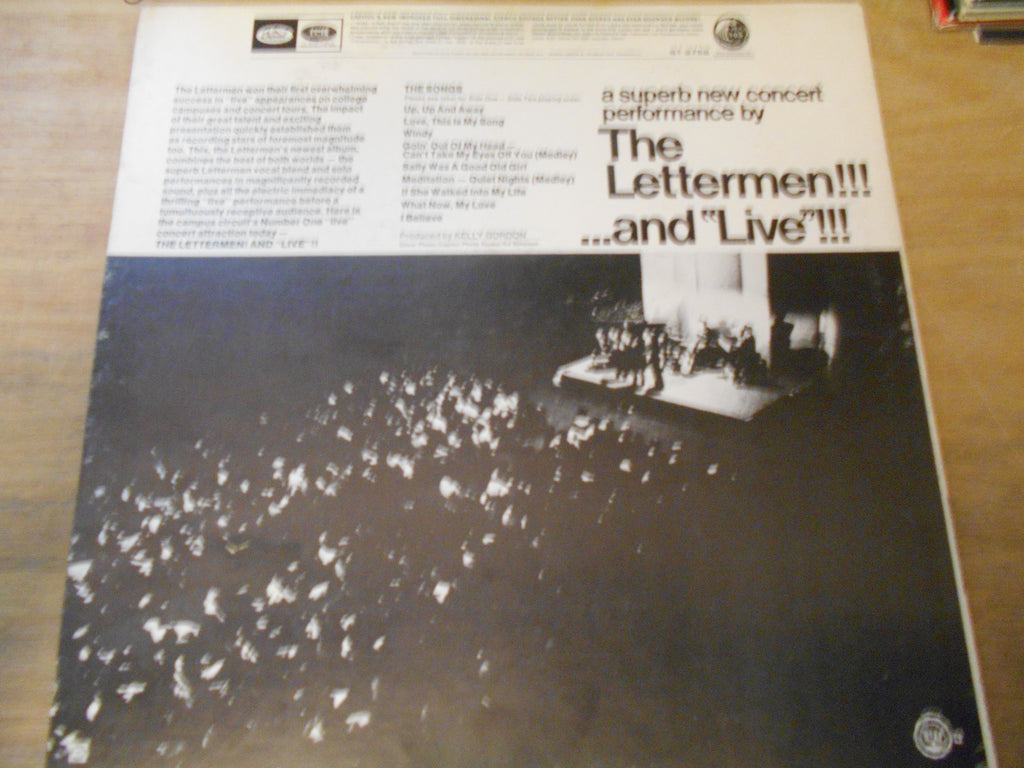 CAPITOL'S NEW IMPROVED FULL DIMENSIONAL STEREO
The Lettermen won their first overwhelming
success in "live" appearances on college
campuses and concert tours. The impact
of their great talent and exciting
presentation quickly established them
as recording stars of foremost magnitude
too. This, the Lettermen's newest album,
combines the best of both worlds — the
superb Lettermen vocal blend and solo
performances in magnificently recorded
sound, plus all the electric immediacy of a
thrilling "live" performance before a
tumultuously receptive audience. Here is
the campus circuit's Number One "live"
concert attraction today —
THE LETTERMEN! AND "LIVE" !!
THE SONGS
Up, Up And Away
Love, This Is My Song
Windy
Goin' Out Of My Head —
Can't Take My Eyes Off You (Medley)
Sally Was A Good Old Girl
Meditation — Quiet Nights (Medley)
If She Walked Into My Life
What Now, My Love
I Believe
Produced by KELLY GORDON
a superb new concert
performance by
The
Lettermen!!!
...and "Live"!!!